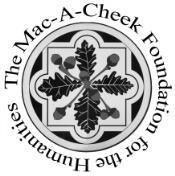 The Mac-A-Cheek Foundation for the Humanities